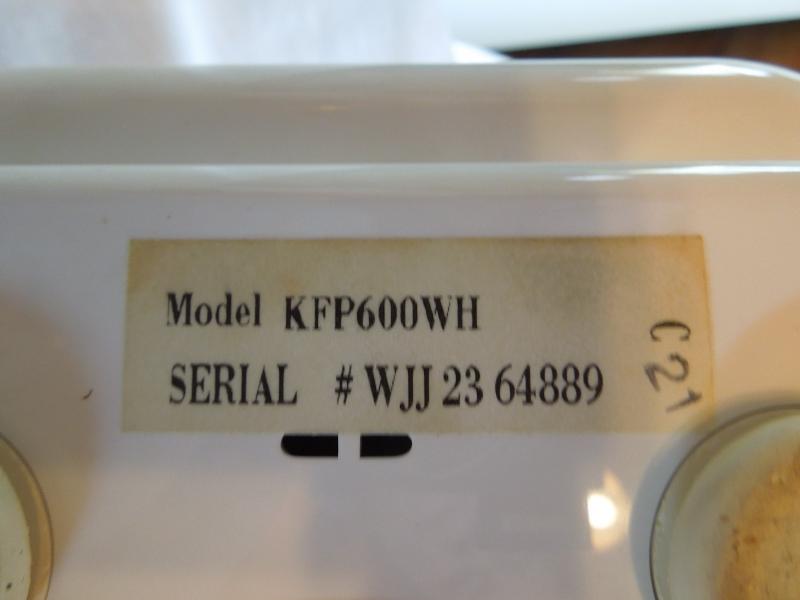 Model KFP600WH
SERIAL # WJJ 23 64889
C21